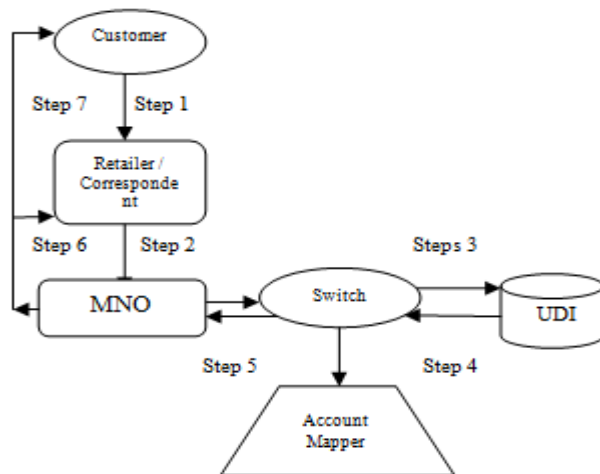 Customer
Step 7
Step 1
Retailer /
Corresponde
nt
Step 6
Step 2
Steps 3
MNO
Switch
UDI
Step 5
Step 4
Account
Mapper